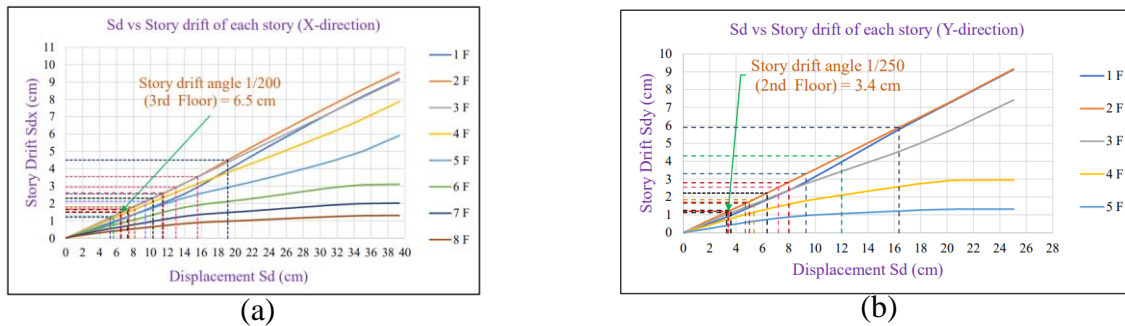 Sd vs Story drift of each story (X-direction)
Story Drift Sdx (cm)
11
10
9
8
7
6
5
4
3
2
1
0
Story drift angle 1/200
(3rd Floor) = 6.5 cm
0 2 4 6 8 10 12 14 16 18 20 22 24 26 28 30 32 34 36 38 40
Displacement Sd (cm)
1 F
2 F
3 F
4 F
5 F
6 F
7 F
8 F
(a)
Sd vs Story drift of each story (Y-direction)
Story Drift Sdy (cm)
10
9
8
7
6
5
4
3
2
1
0
Story drift angle 1/250
(2nd Floor) = 3.4 cm
0 2 4 6 8 10 12 14 16 18 20 22 24 26 28
Displacement Sd (cm)
1 F
2 F
3 F
4 F
5 F
(b)